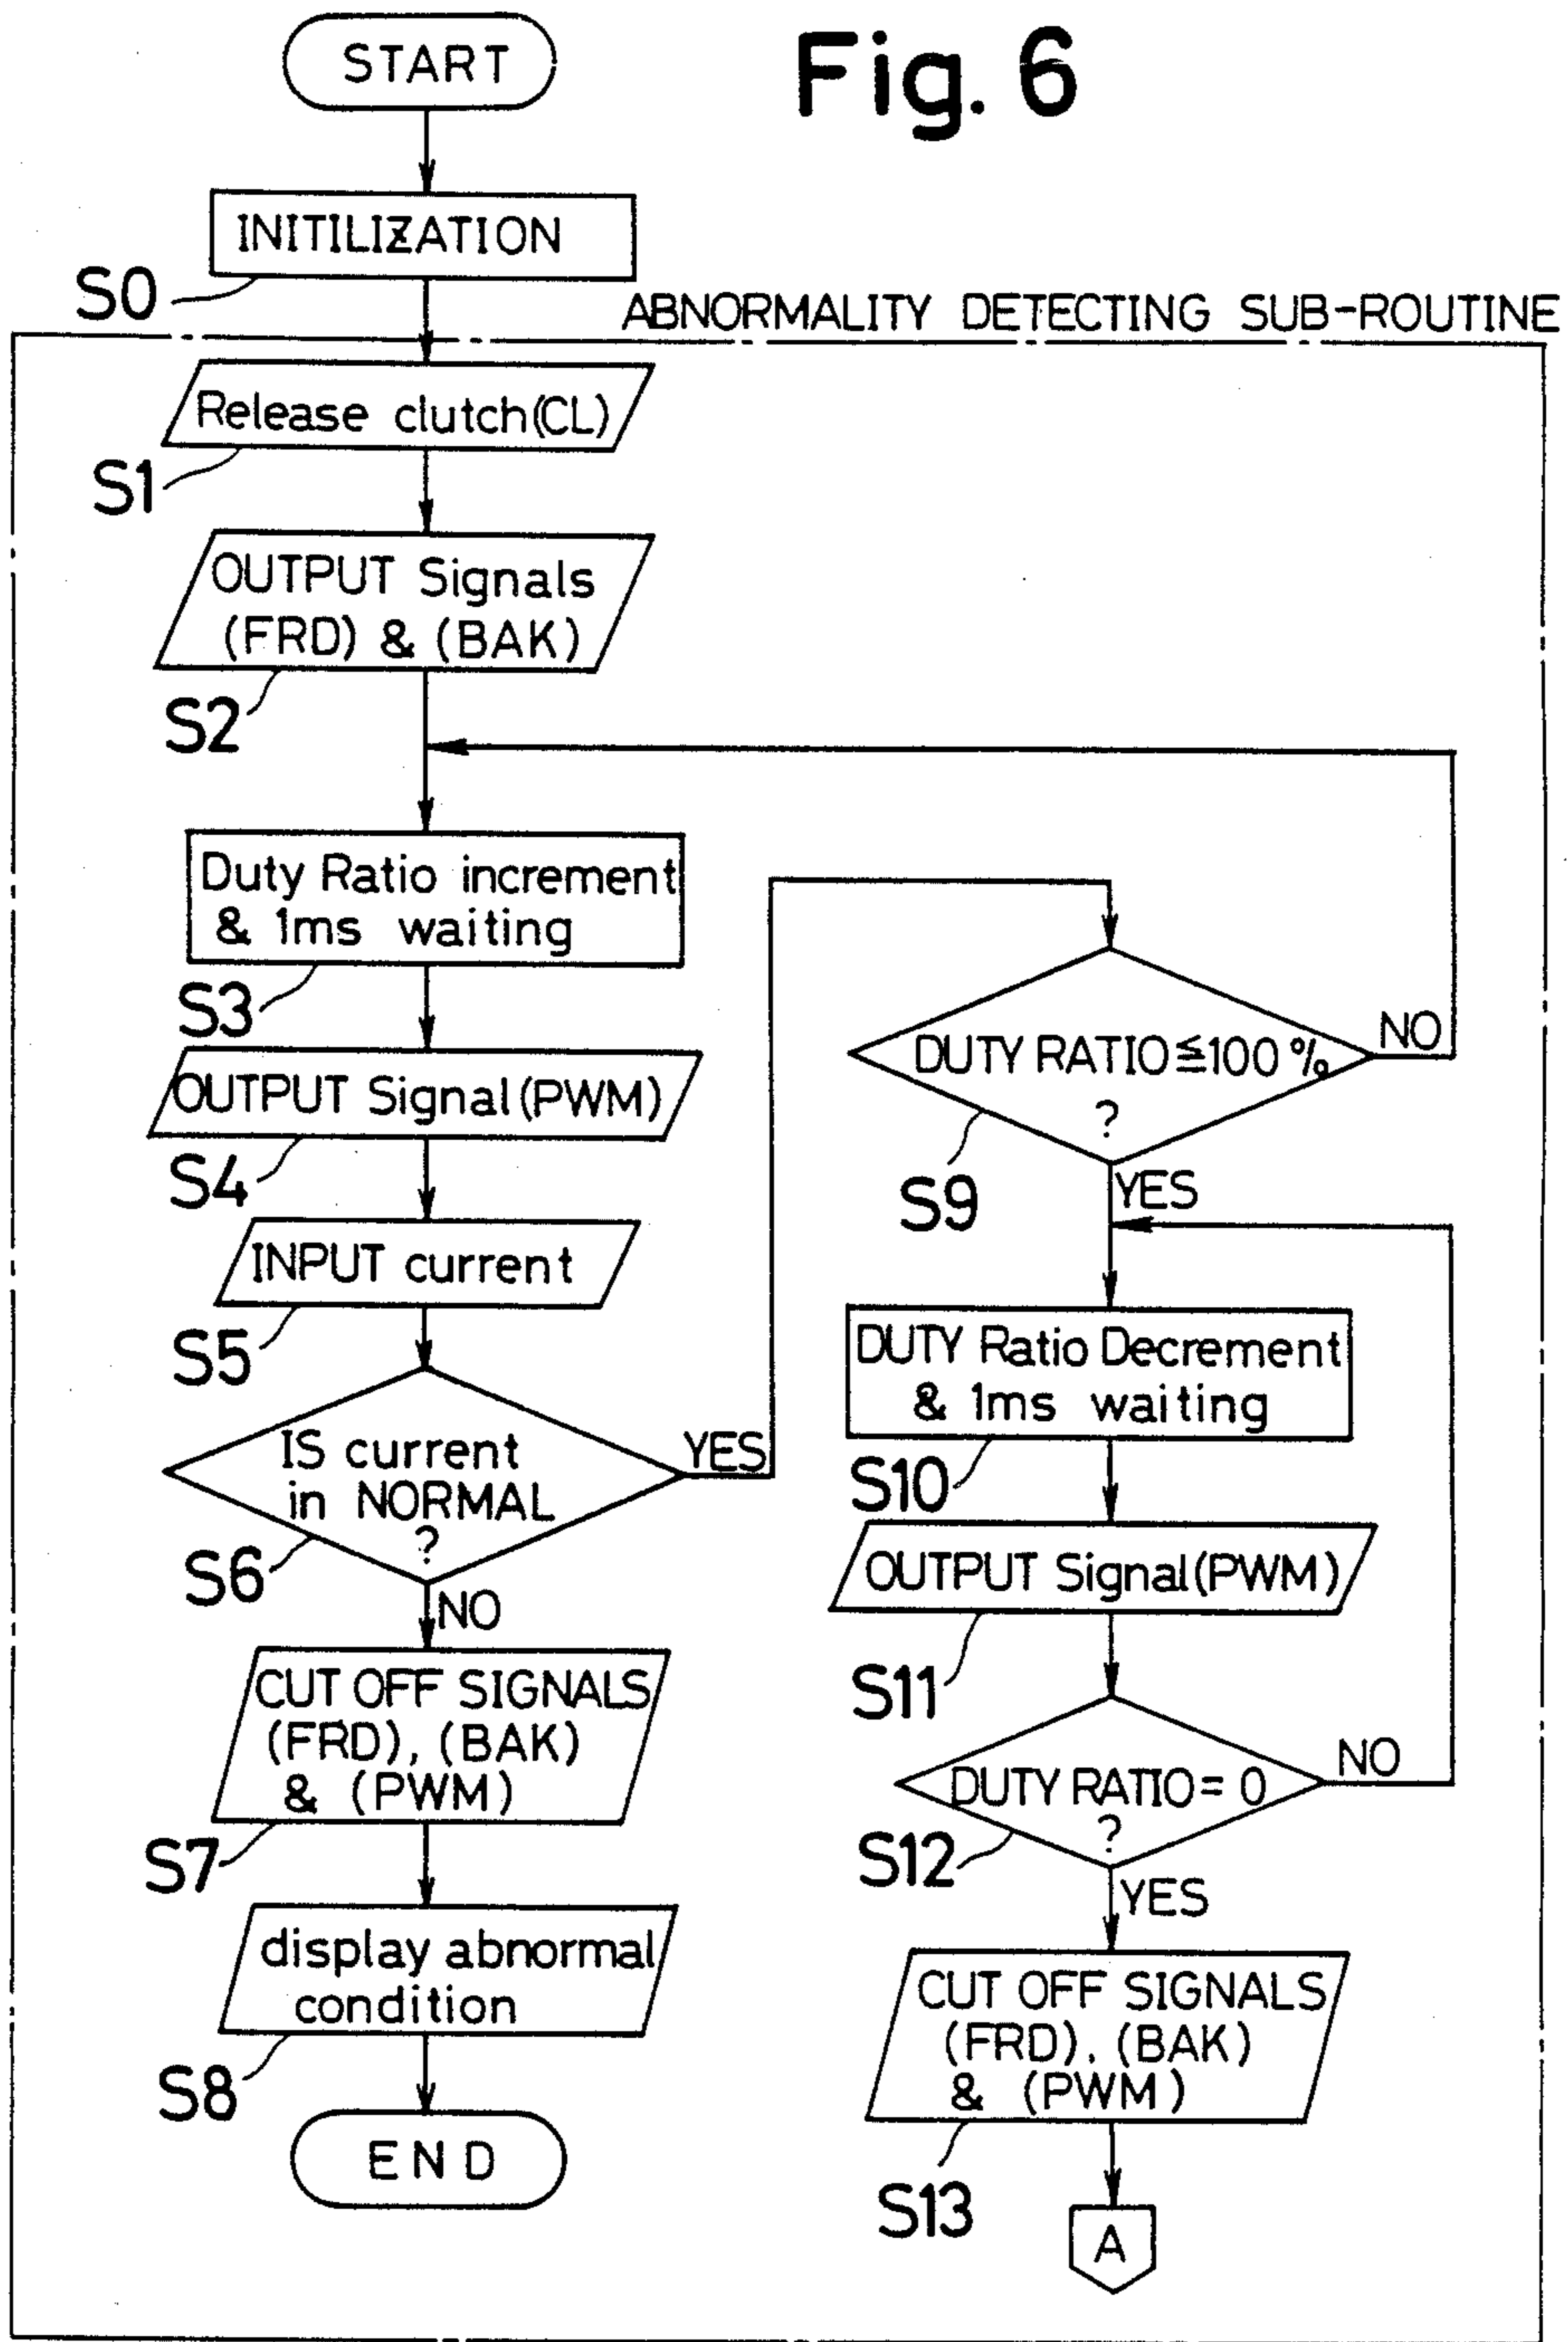 Fig. 6
START
INITILIZATION
S0
ABNORMALITY DETECTING SUB-ROUTINE
Release clutch(CL)
S1
OUTPUT Signals
(FRD) & (BAK)
S2
Duty Ratio increment
& 1ms waiting
S3
OUTPUT Signal(PWM)
S4
INPUT current
S5
IS current
in NORMAL
?
S6
YES
NO
CUT OFF SIGNALS
(FRD), (BAK)
& (PWM)
S7
display abnormal
condition
S8
END
DUTY RATIO≦100%
?
NO
S9
YES
DUTY Ratio Decrement
& 1ms waiting
S10
OUTPUT Signal(PWM)
S11
DUTY RATIO=0
?
NO
S12
YES
CUT OFF SIGNALS
(FRD), (BAK)
& (PWM)
S13
A